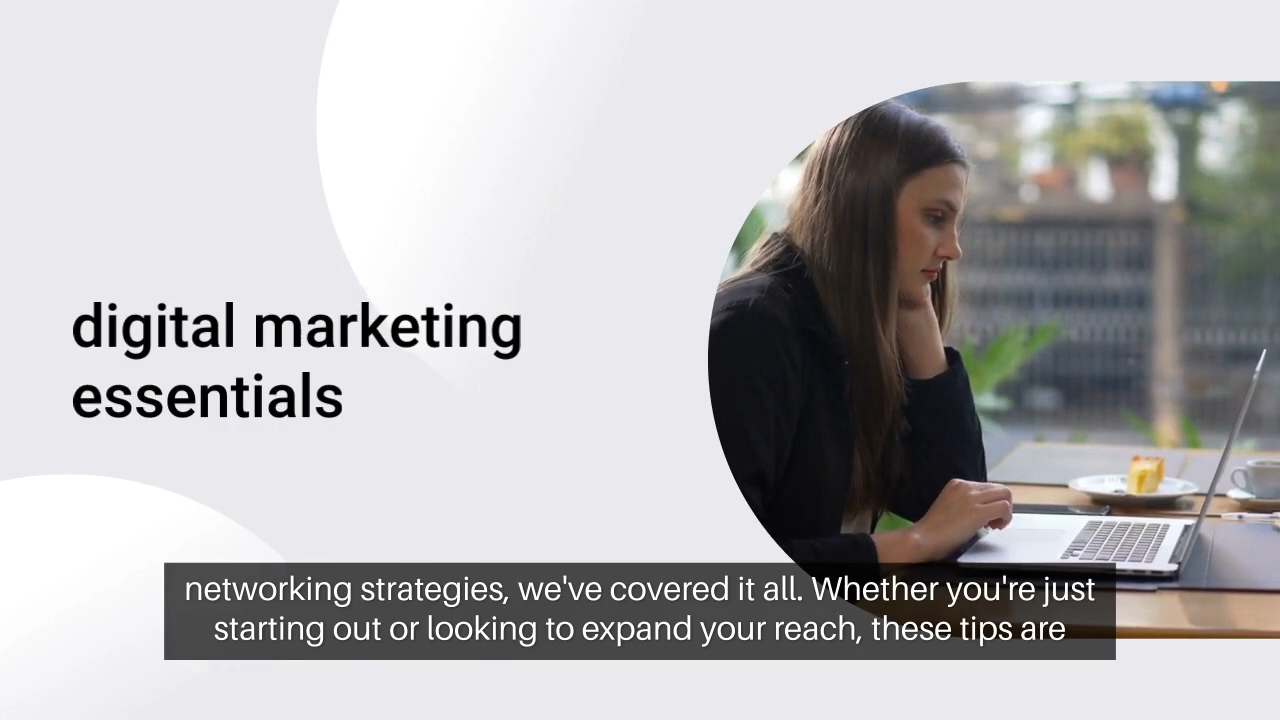 digital marketing
essentials
networking strategies, we've covered it all. Whether you're just
starting out or looking to expand your reach, these tips are